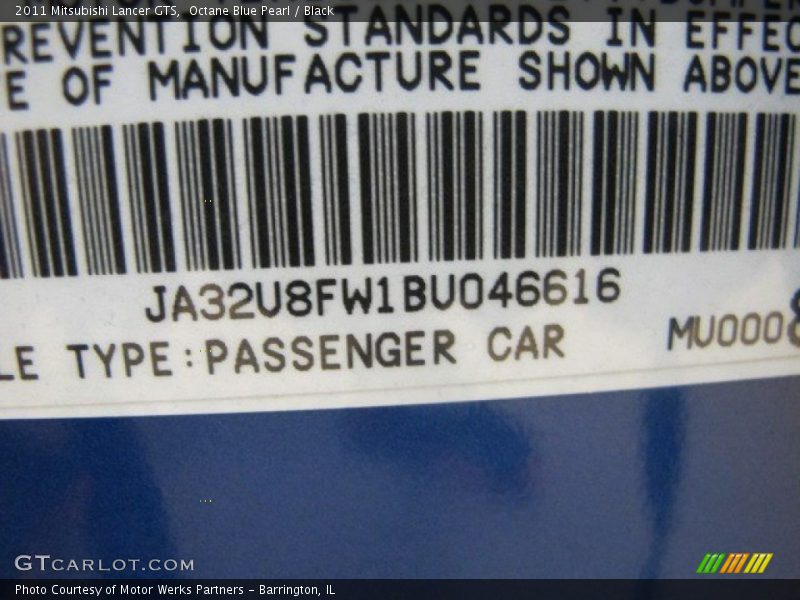 2011 Mitsubishi Lancer GTS, Octane Blue Pearl / Black
REVENTION STANDARDS IN EFFEC
E OF MANUFACTURE SHOWN ABOVE
JA32U8FW1BU046616
LE TYPE:PASSENGER CAR MU0008
GTCARLOT.COM
Photo Courtesy of Motor Werks Partners - Barrington, IL